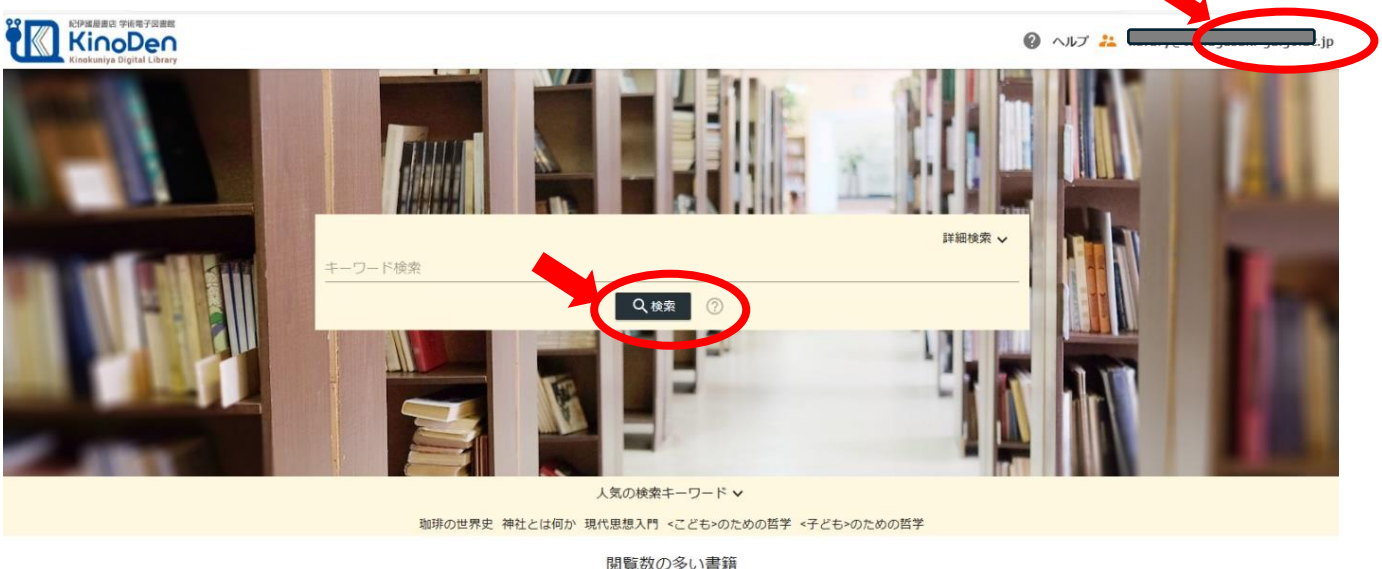 紀伊國屋書店 学術電子図書館
KinoDen
Kinokuniya Digital Library
ヘルプ
.jp
詳細検索
キーワード検索
検索
人気の検索キーワード
珈琲の世界史 神社とは何か 現代思想入門 <こども>のための哲学 <子ども>のための哲学
閲覧数の多い書籍